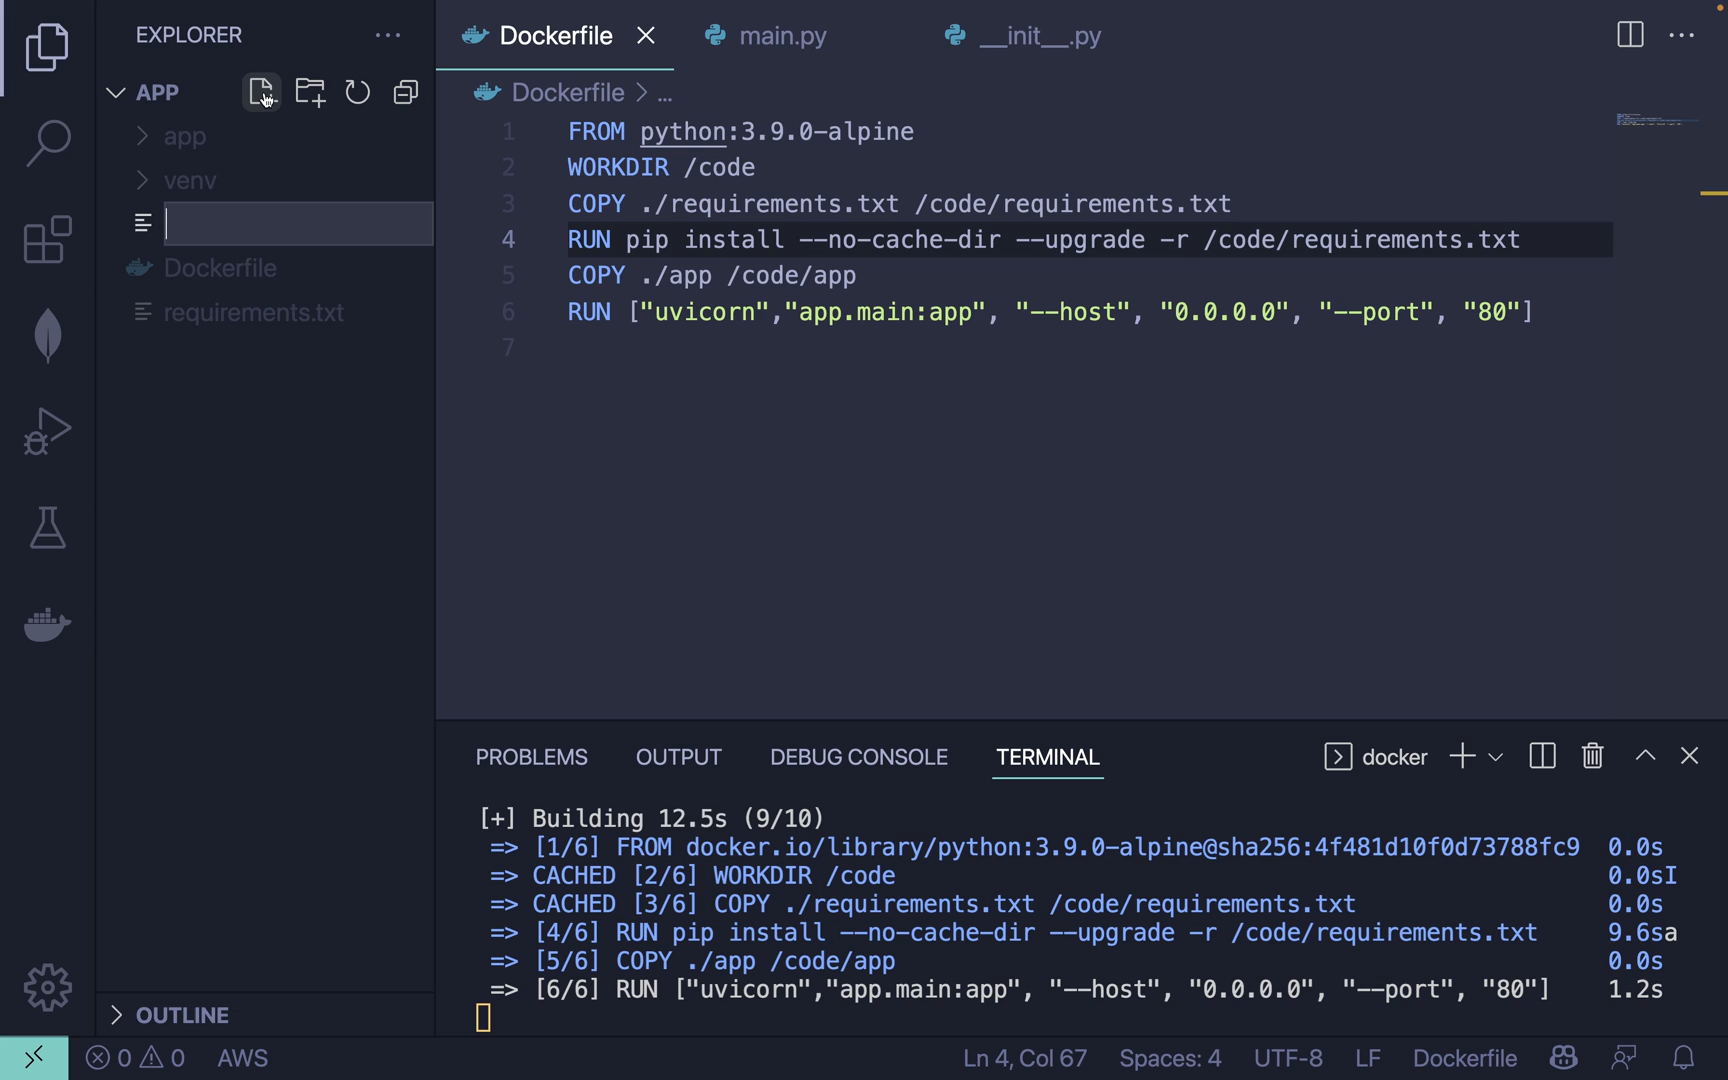 EXPLORER
APP
app
venv
Dockerfile
requirements.txt
OUTLINE
Dockerfile
main.py
__init__.py
Dockerfile > ...
1 FROM python:3.9.0-alpine
2 WORKDIR /code
3 COPY ./requirements.txt /code/requirements.txt
4 RUN pip install --no-cache-dir --upgrade -r /code/requirements.txt
5 COPY ./app /code/app
6 RUN ["uvicorn","app.main:app", "--host", "0.0.0.0", "--port", "80"]
7
PROBLEMS OUTPUT DEBUG CONSOLE TERMINAL docker
[+] Building 12.5s (9/10)
=> [1/6] FROM docker.io/library/python:3.9.0-alpine@sha256:4f481d10f0d73788fc9 0.0s
=> CACHED [2/6] WORKDIR /code 0.0sI
=> CACHED [3/6] COPY ./requirements.txt /code/requirements.txt 0.0s
=> [4/6] RUN pip install --no-cache-dir --upgrade -r /code/requirements.txt 9.6sa
=> [5/6] COPY ./app /code/app 0.0s
=> [6/6] RUN ["uvicorn","app.main:app", "--host", "0.0.0.0", "--port", "80"] 1.2s
0 0 AWS Ln 4, Col 67 Spaces: 4 UTF-8 LF Dockerfile